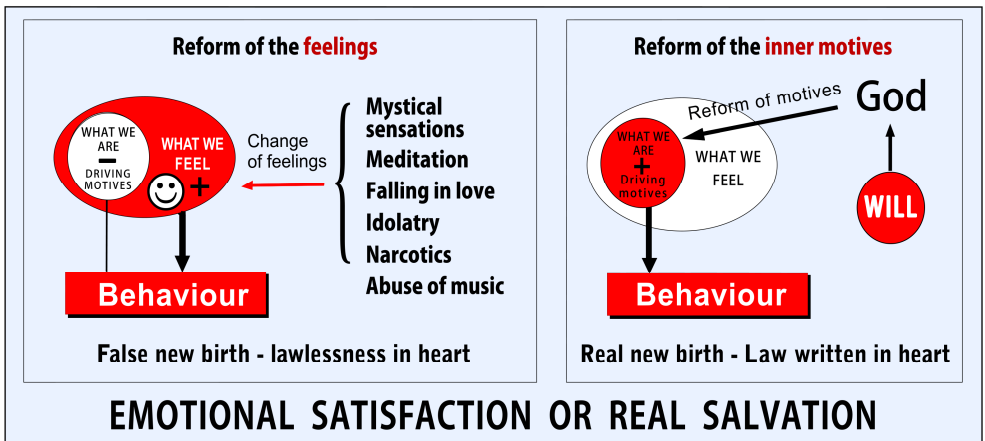 Reform of the feelings
WHAT WE
ARE
DRIVING
MOTIVES
WHAT WE
FEEL
Change
of feelings
Mystical
sensations
Meditation
Falling in love
Idolatry
Narcotics
Abuse of music
Behaviour
False new birth - lawlessness in heart
Reform of the inner motives
Reform of motives
God
WHAT WE
ARE
Driving
motives
WHAT WE
FEEL
WILL
Behaviour
Real new birth - Law written in heart
EMOTIONAL SATISFACTION OR REAL SALVATION